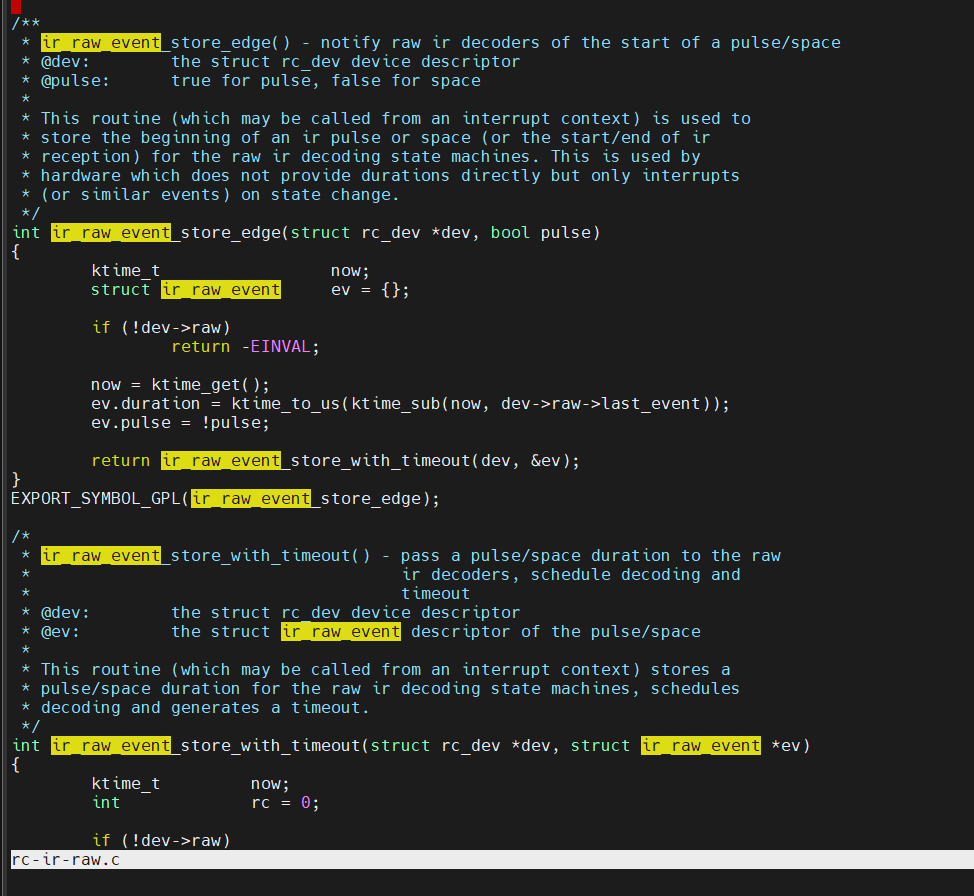 /**
 * ir_raw_event_store_edge() - notify raw ir decoders of the start of a pulse/space
 * @dev:        the struct rc_dev device descriptor
 * @pulse:      true for pulse, false for space
 *
 * This routine (which may be called from an interrupt context) is used to
 * store the beginning of an ir pulse or space (or the start/end of ir
 * reception) for the raw ir decoding state machines. This is used by
 * hardware which does not provide durations directly but only interrupts
 * (or similar events) on state change.
 */
int ir_raw_event_store_edge(struct rc_dev *dev, bool pulse)
{
        ktime_t                 now;
        struct ir_raw_event     ev = {};

        if (!dev->raw)
                return -EINVAL;

        now = ktime_get();
        ev.duration = ktime_to_us(ktime_sub(now, dev->raw->last_event));
        ev.pulse = !pulse;

        return ir_raw_event_store_with_timeout(dev, &ev);
}
EXPORT_SYMBOL_GPL(ir_raw_event_store_edge);

/*
 * ir_raw_event_store_with_timeout() - pass a pulse/space duration to the raw
 *                                     ir decoders, schedule decoding and
 *                                     timeout
 * @dev:        the struct rc_dev device descriptor
 * @ev:         the struct ir_raw_event descriptor of the pulse/space
 *
 * This routine (which may be called from an interrupt context) stores a
 * pulse/space duration for the raw ir decoding state machines, schedules
 * decoding and generates a timeout.
 */
int ir_raw_event_store_with_timeout(struct rc_dev *dev, struct ir_raw_event *ev)
{
        ktime_t         now;
        int             rc = 0;

        if (!dev->raw)
rc-ir-raw.c